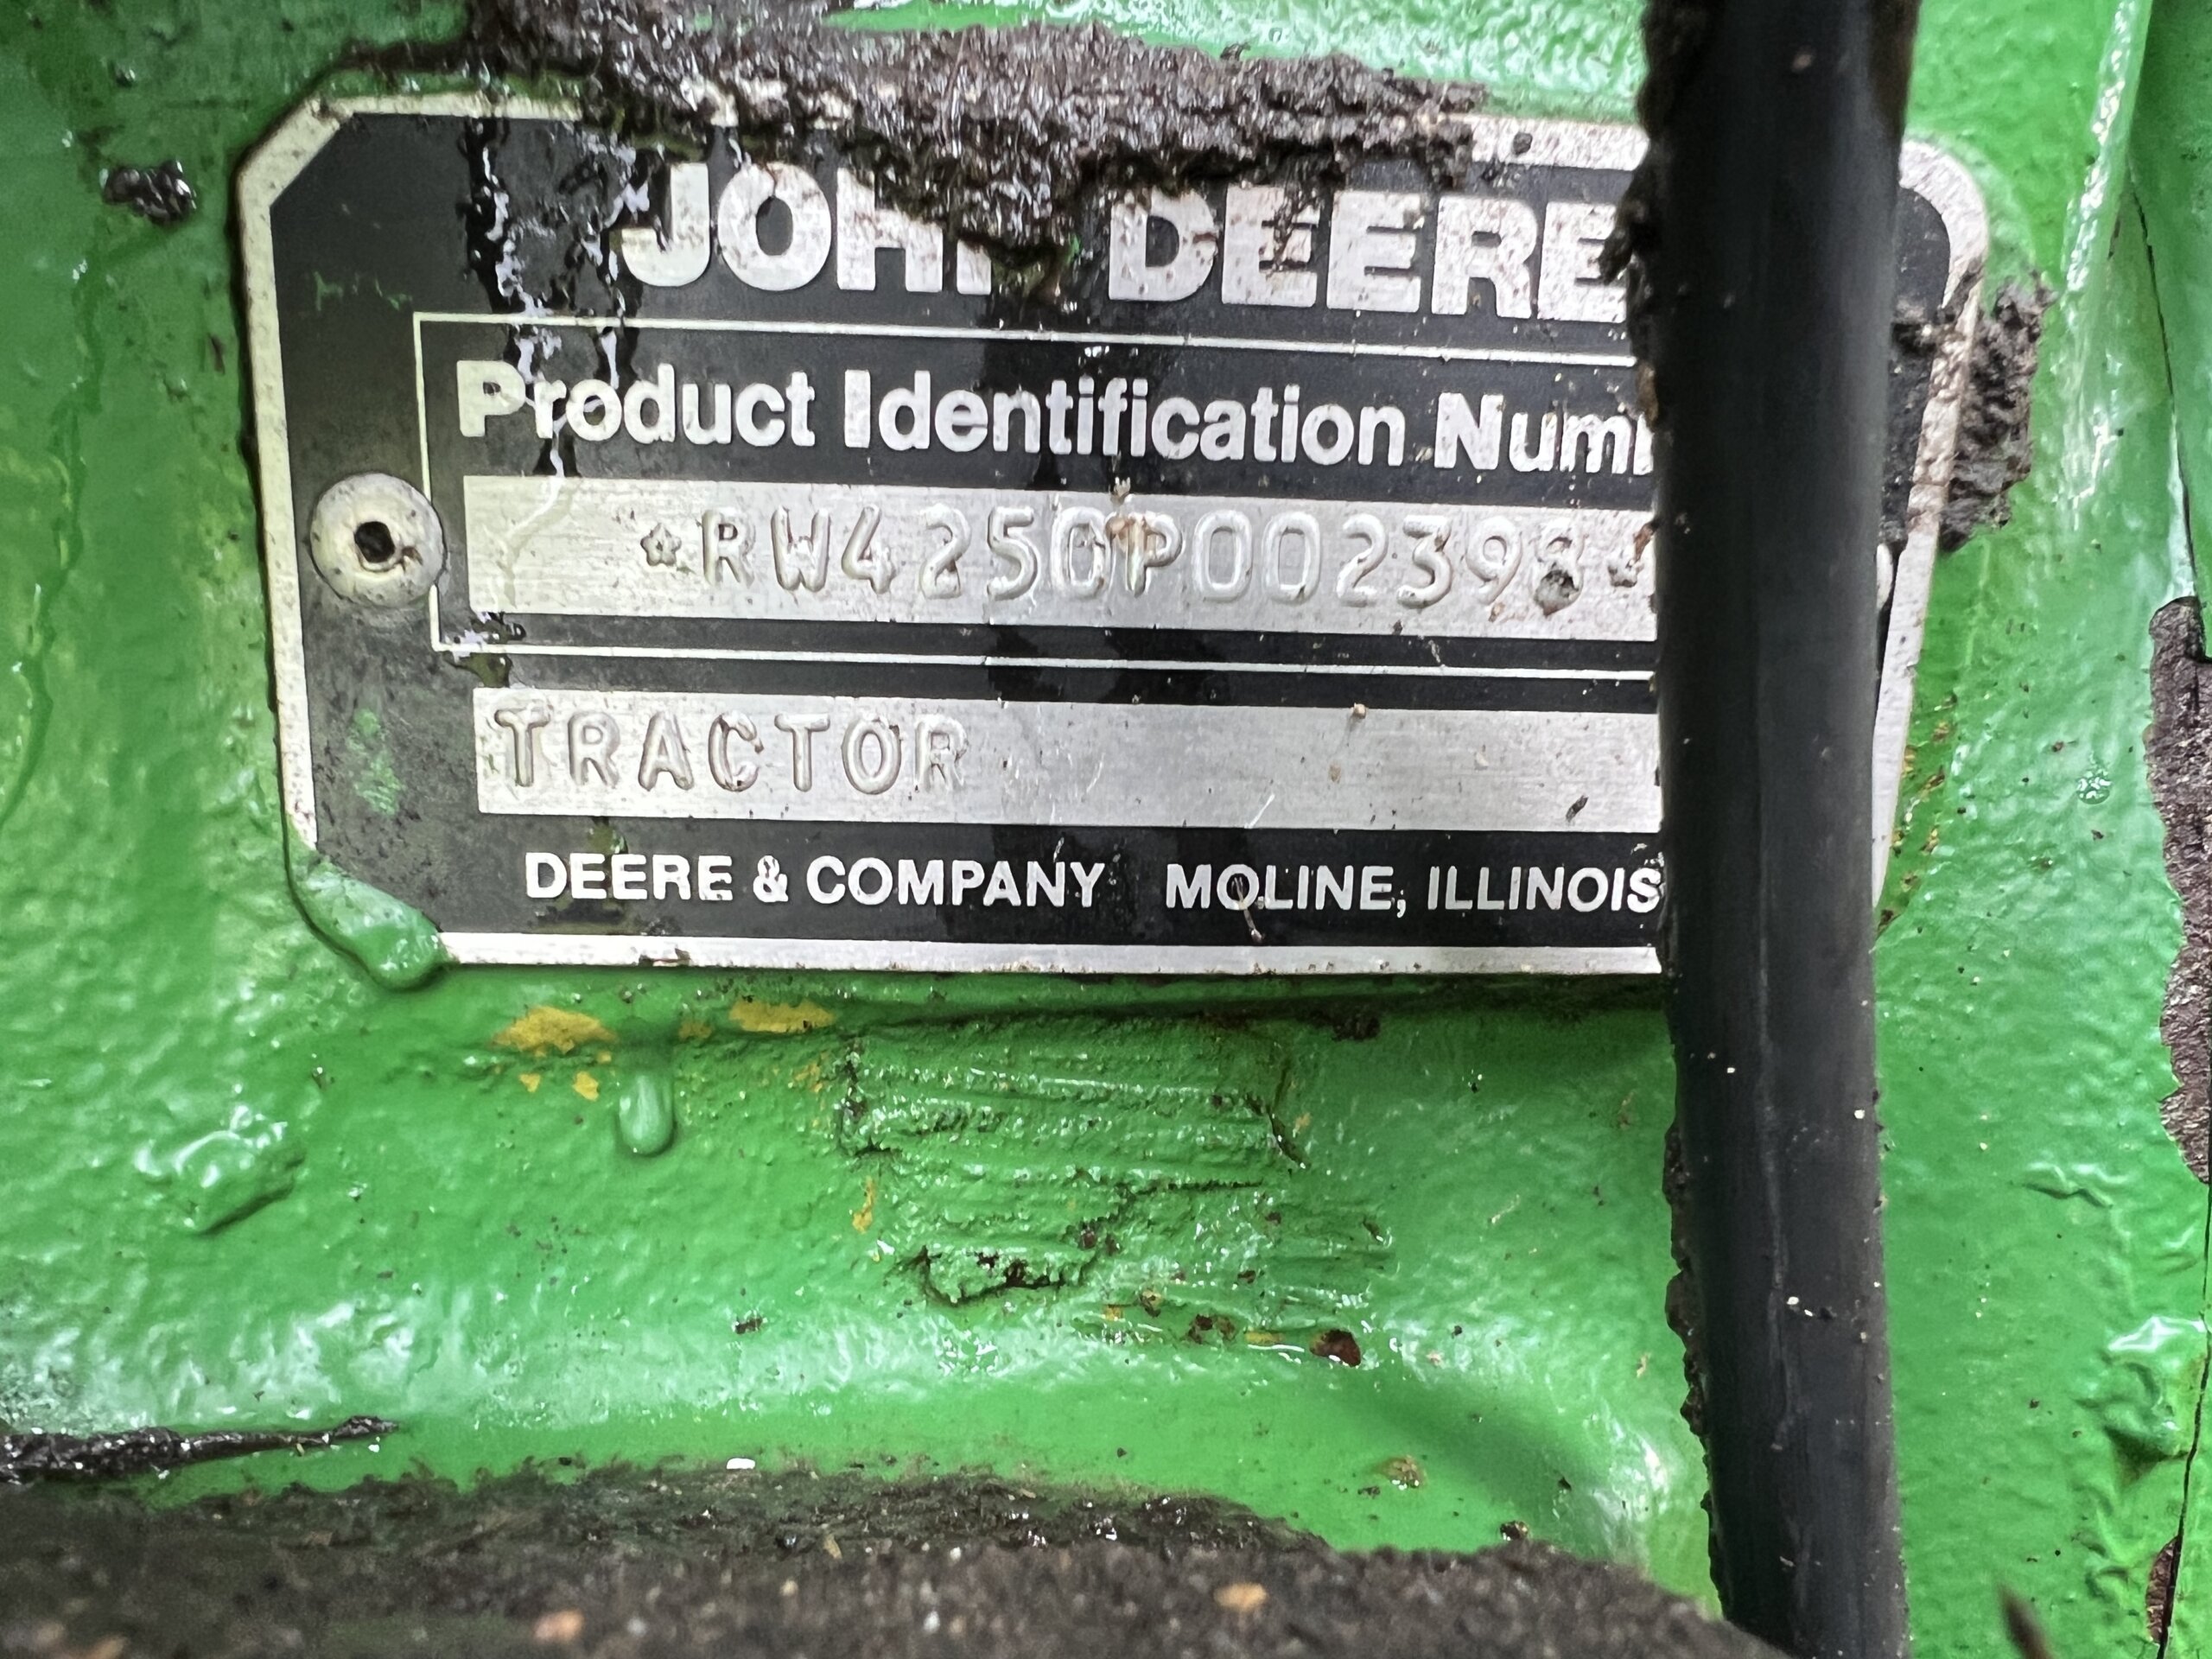 JOHN DEERE
Product Identification Num
*RW4250P002398*
TRACTOR
DEERE & COMPANY MOLINE, ILLINOIS